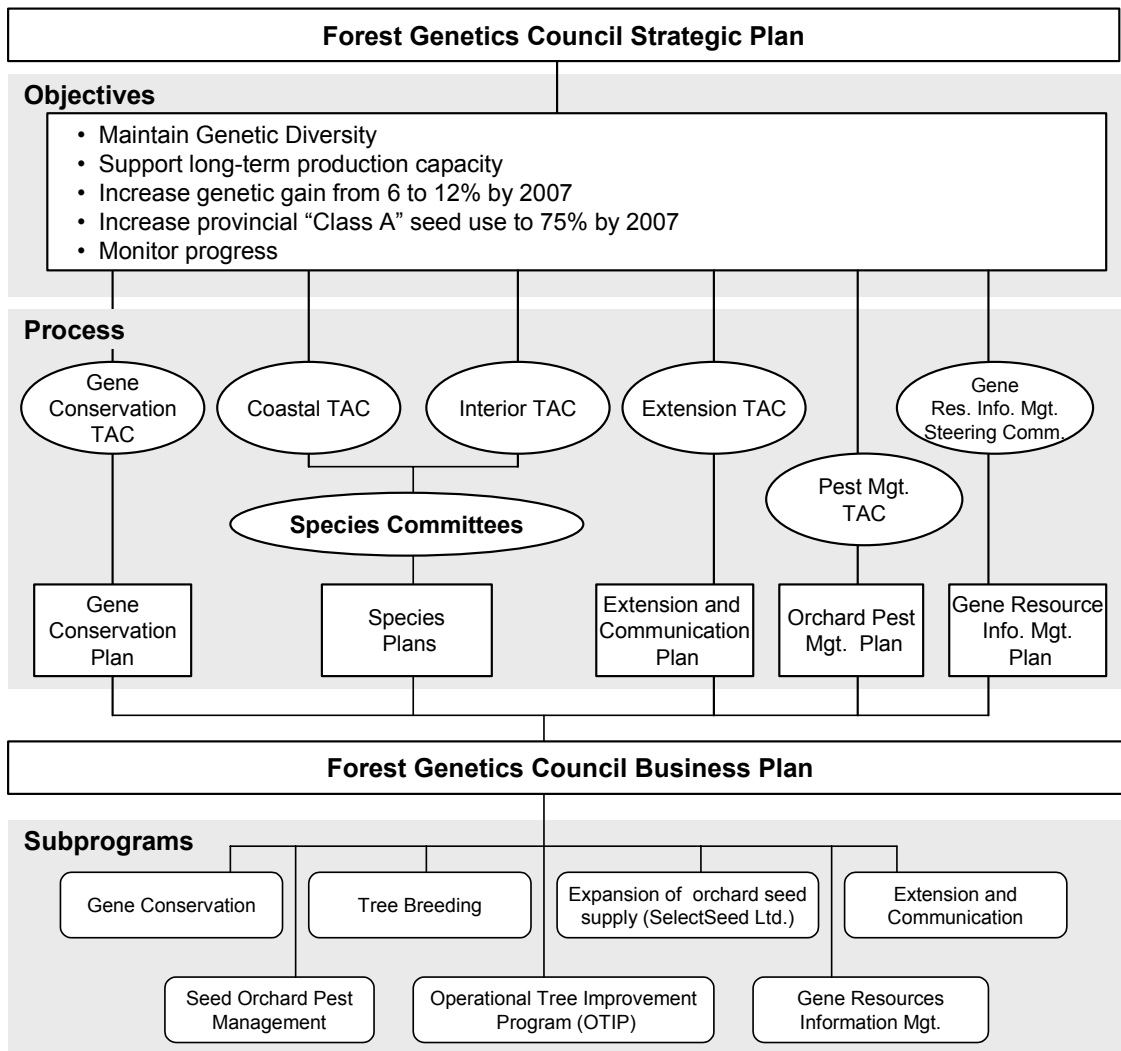 Forest Genetics Council Strategic Plan
Objectives
• Maintain Genetic Diversity
• Support long-term production capacity
• Increase genetic gain from 6 to 12% by 2007
• Increase provincial “Class A” seed use to 75% by 2007
• Monitor progress
Process
Gene
Conservation
TAC
Coastal TAC
Interior TAC
Extension TAC
Gene
Res. Info. Mgt.
Steering Comm.
Pest Mgt.
TAC
Species Committees
Gene
Conservation
Plan
Species
Plans
Extension and
Communication
Plan
Orchard Pest
Mgt. Plan
Gene Resource
Info. Mgt.
Plan
Forest Genetics Council Business Plan
Subprograms
Gene Conservation
Tree Breeding
Expansion of orchard seed
supply (SelectSeed Ltd.)
Extension and
Communication
Seed Orchard Pest
Management
Operational Tree Improvement
Program (OTIP)
Gene Resources
Information Mgt.